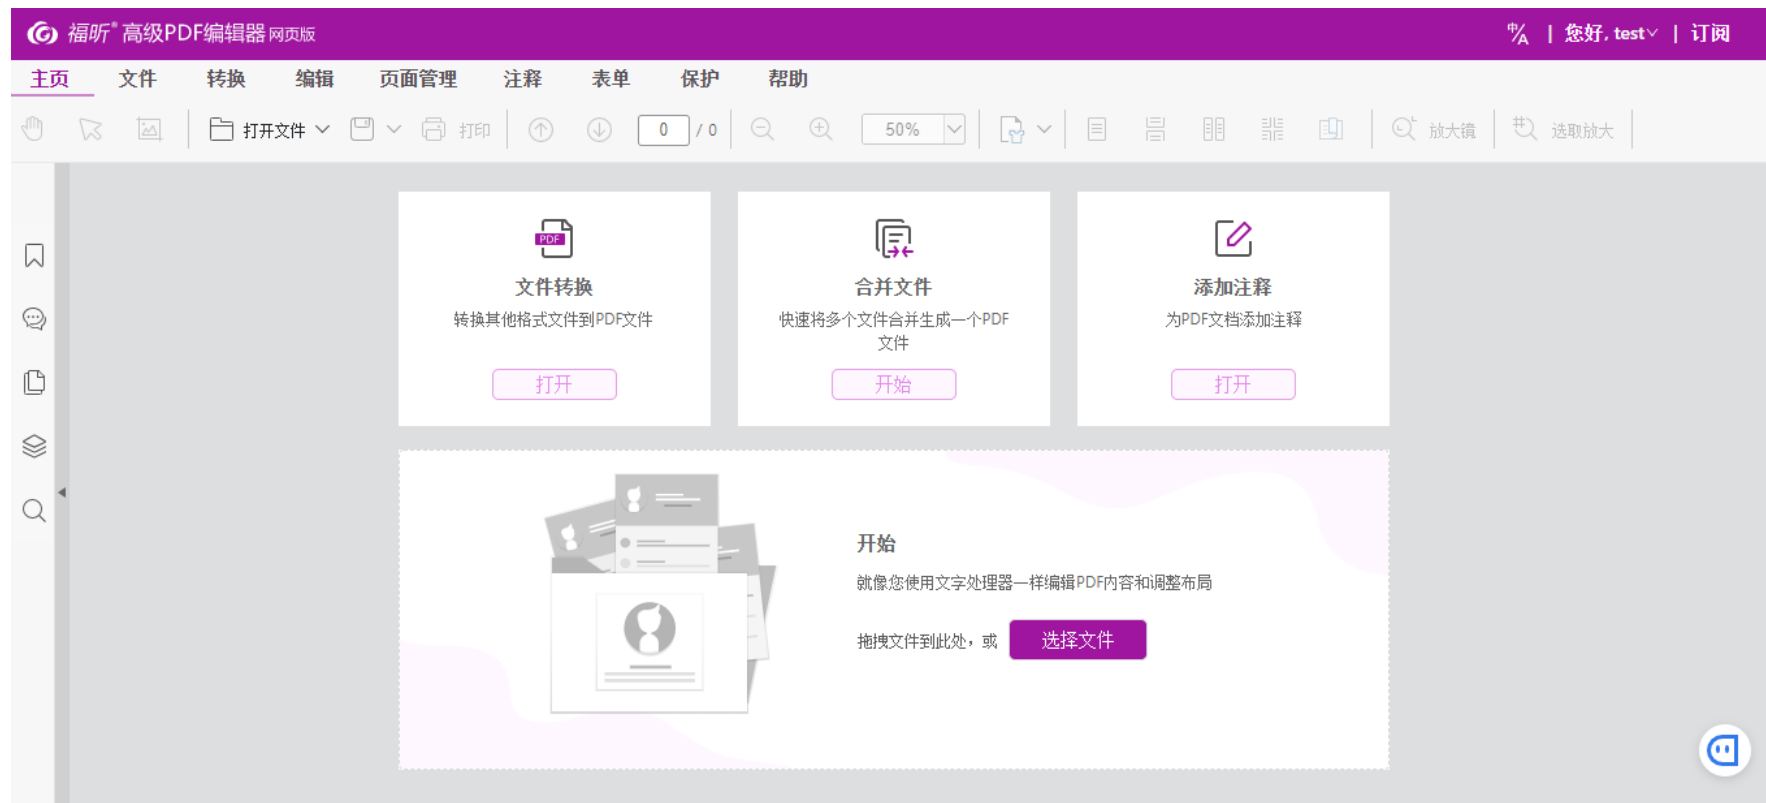 福昕® 高级PDF编辑器 网页版
中/A | 您好, test | 订阅
主页 文件 转换 编辑 页面管理 注释 表单 保护 帮助
打开文件 打印 0 / 0 50% 放大镜 选取放大
PDF
文件转换
转换其他格式文件到PDF文件
打开
合并文件
快速将多个文件合并生成一个PDF
文件
开始
添加注释
为PDF文档添加注释
打开
开始
就像您使用文字处理器一样编辑PDF内容和调整布局
拖拽文件到此处，或 选择文件